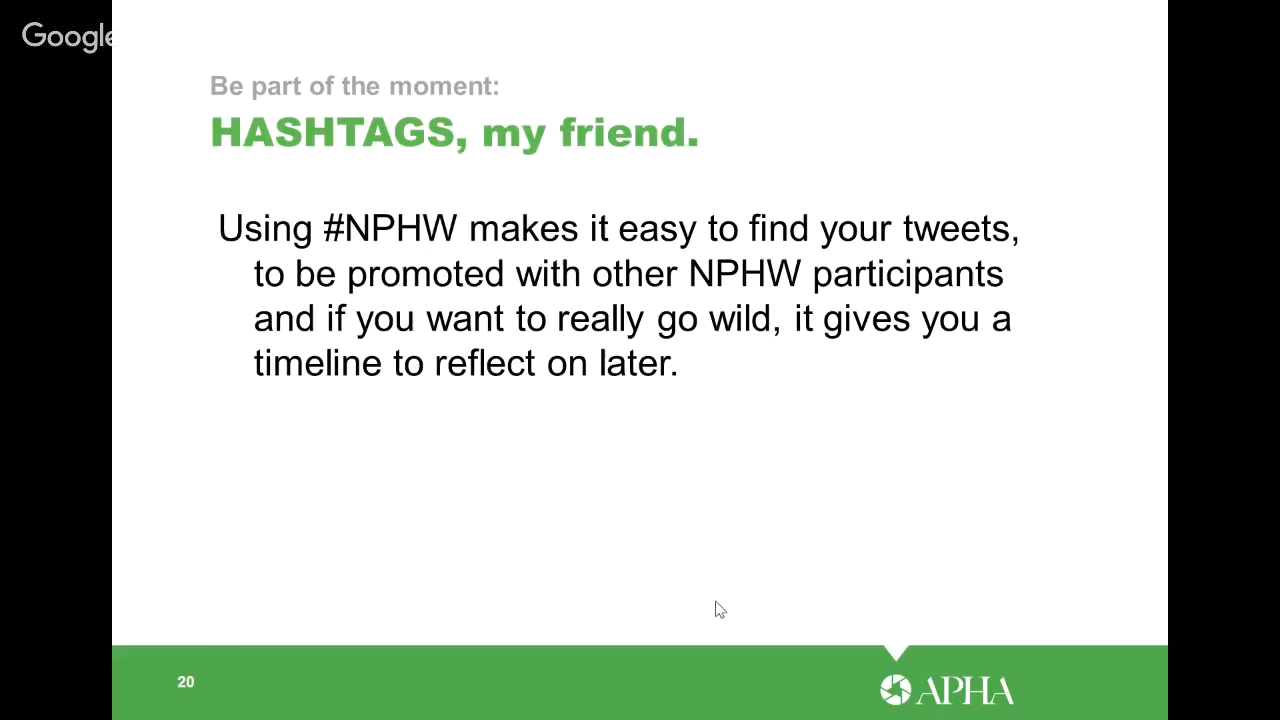 Google
Be part of the moment:
HASHTAGS, my friend.
Using #NPHW makes it easy to find your tweets,
to be promoted with other NPHW participants
and if you want to really go wild, it gives you a
timeline to reflect on later.
20
APHA